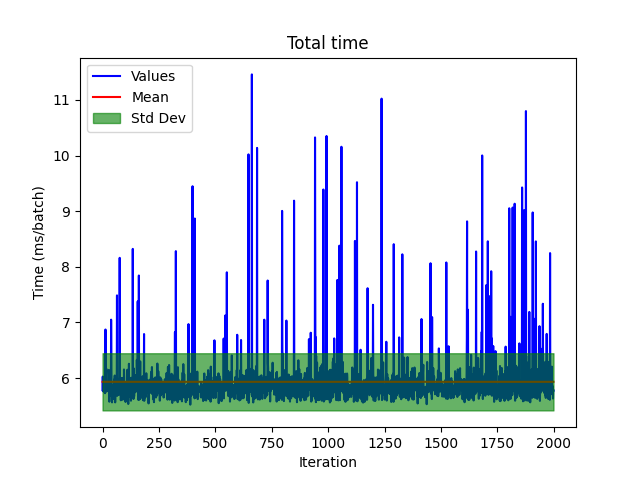 Total time
Values
Mean
Std Dev
Time (ms/batch)
11
10
9
8
7
6
0 250 500 750 1000 1250 1500 1750 2000
Iteration